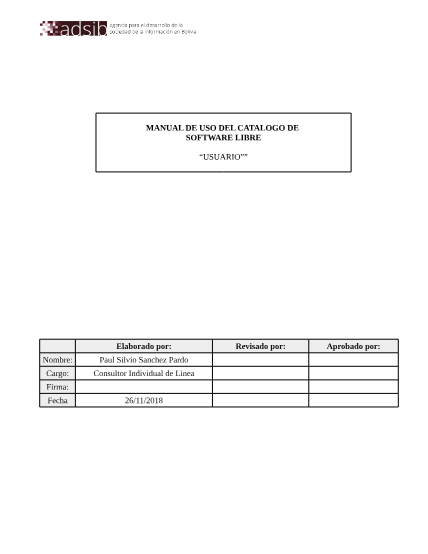 adsib
agenda para el desarrollo de la
sociedad de la información en Bolivia
MANUAL DE USO DEL CATALOGO DE
SOFTWARE LIBRE
“USUARIO””
Elaborado por: Revisado por: Aprobado por:
Nombre: Paul Silvio Sanchez Pardo
Cargo: Consultor Individual de Linea
Firma:
Fecha 26/11/2018